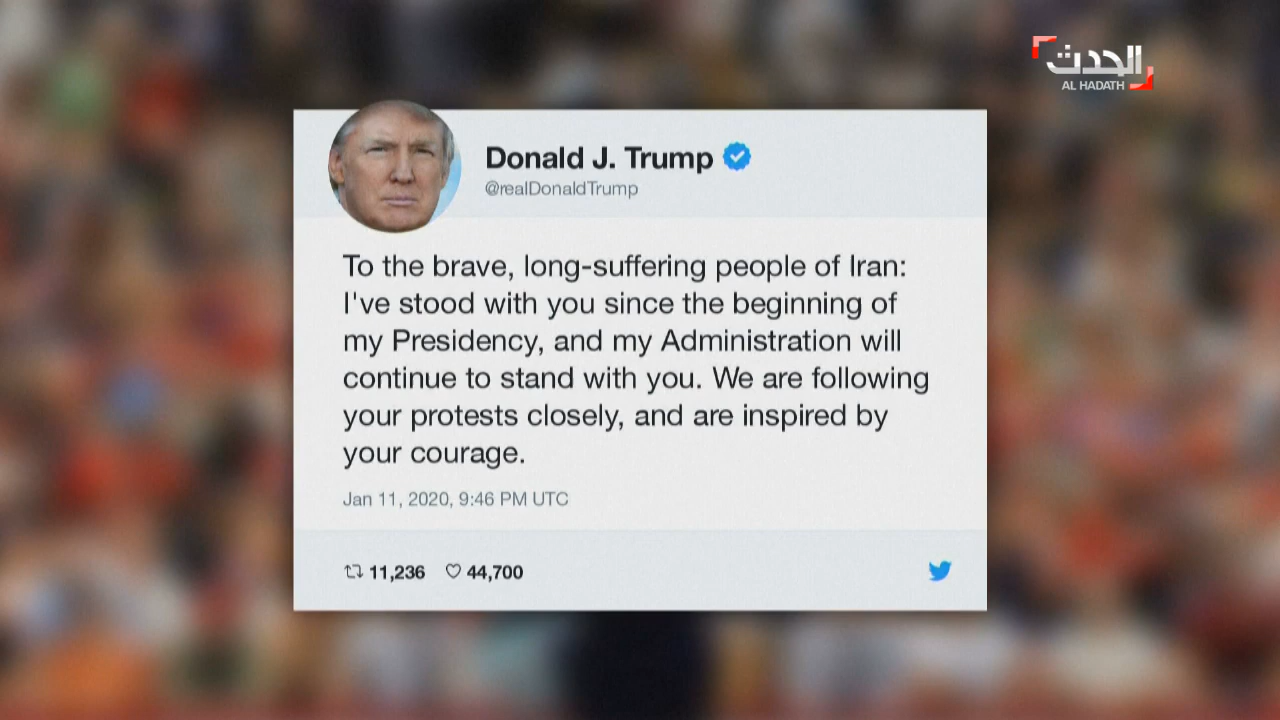 الحدث
AL HADATH
Donald J. Trump
@realDonaldTrump
To the brave, long-suffering people of Iran:
I've stood with you since the beginning of
my Presidency, and my Administration will
continue to stand with you. We are following
your protests closely, and are inspired by
your courage.
Jan 11, 2020, 9:46 PM UTC
11,236 44,700